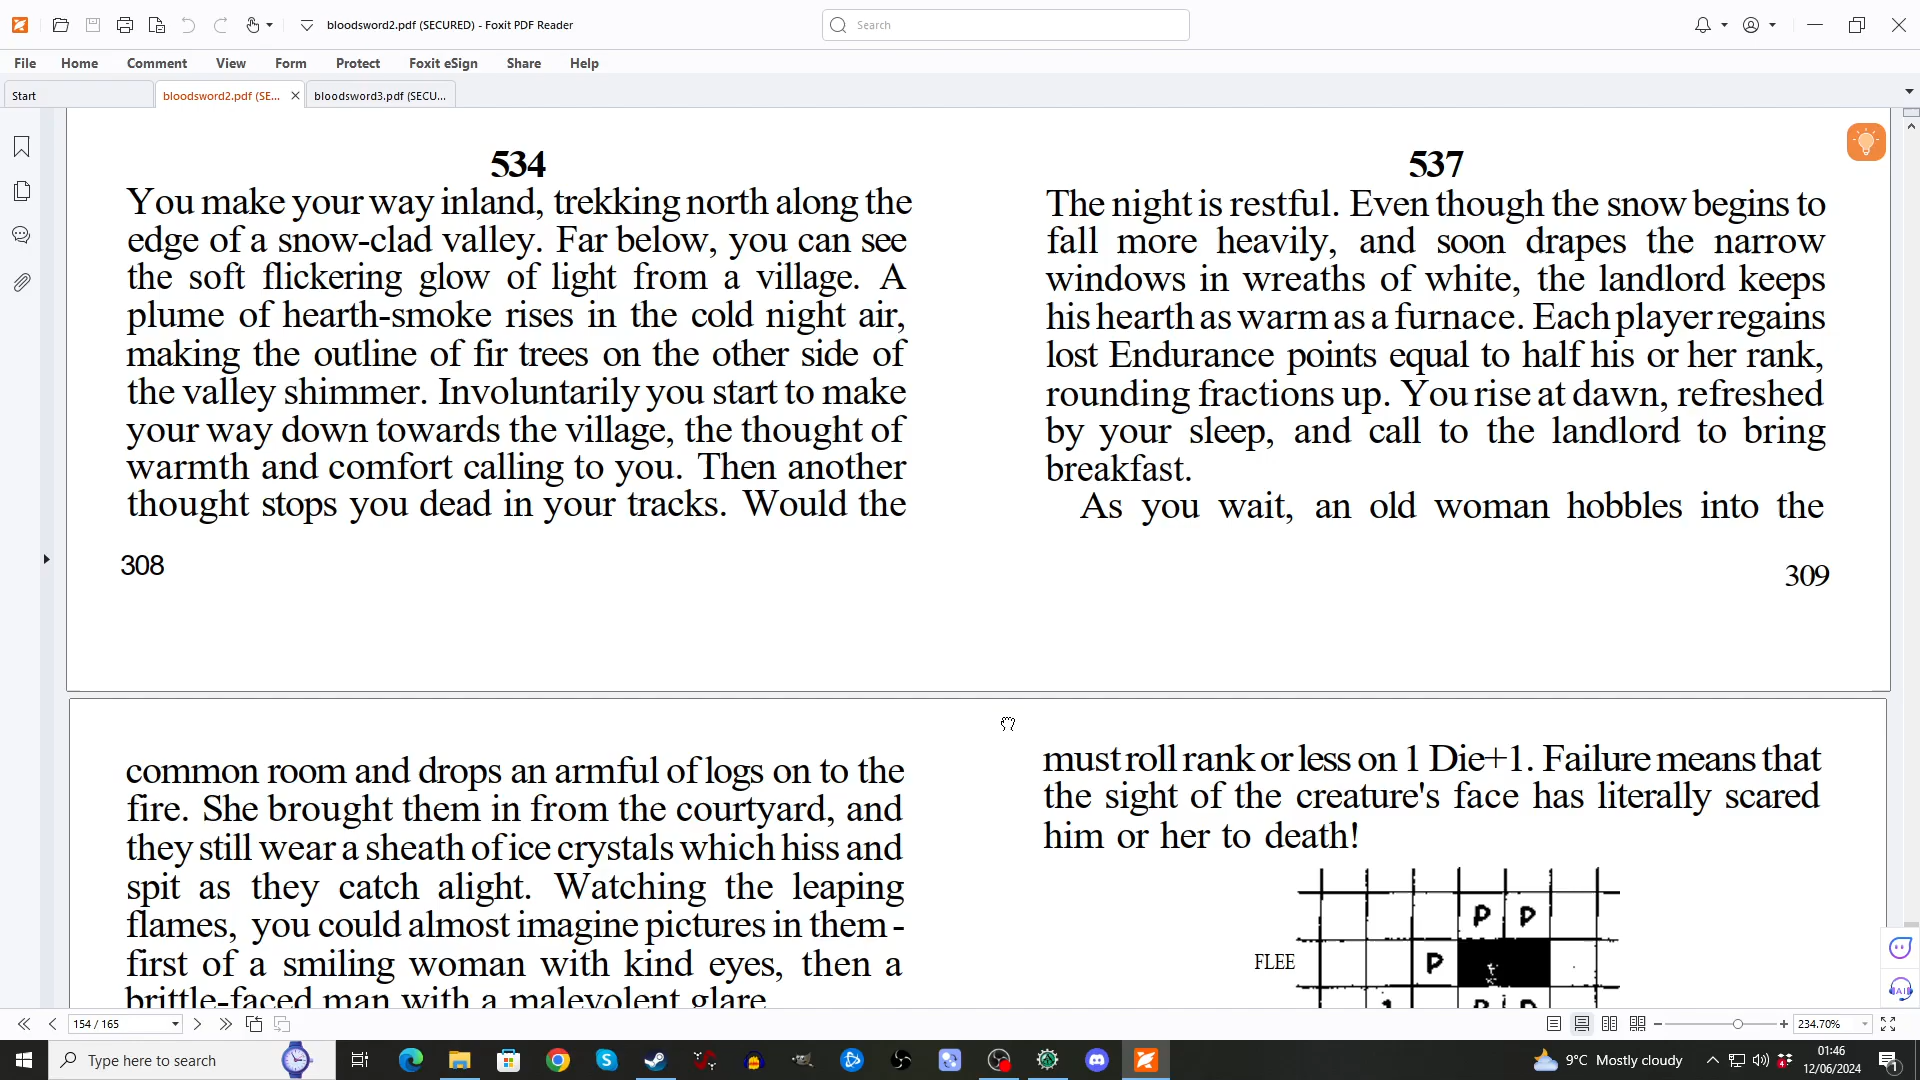 bloodsword2.pdf (SECURED) - Foxit PDF Reader
Search
File Home Comment View Form Protect Foxit eSign Share Help
Start
bloodsword2.pdf (SE...
bloodsword3.pdf (SECU...
534
You make your way inland, trekking north along the
edge of a snow-clad valley. Far below, you can see
the soft flickering glow of light from a village. A
plume of hearth-smoke rises in the cold night air,
making the outline of fir trees on the other side of
the valley shimmer. Involuntarily you start to make
your way down towards the village, the thought of
warmth and comfort calling to you. Then another
thought stops you dead in your tracks. Would the
308
537
The night is restful. Even though the snow begins to
fall more heavily, and soon drapes the narrow
windows in wreaths of white, the landlord keeps
his hearth as warm as a furnace. Each player regains
lost Endurance points equal to half his or her rank,
rounding fractions up. You rise at dawn, refreshed
by your sleep, and call to the landlord to bring
breakfast.
As you wait, an old woman hobbles into the
309
common room and drops an armful of logs on to the
fire. She brought them in from the courtyard, and
they still wear a sheath of ice crystals which hiss and
spit as they catch alight. Watching the leaping
flames, you could almost imagine pictures in them -
first of a smiling woman with kind eyes, then a
brittle-faced man with a malevolent glare.
must roll rank or less on 1 Die+1. Failure means that
the sight of the creature's face has literally scared
him or her to death!
P P
FLEE P
1 P P
AI
154 / 165
234.70%
Type here to search
9°C Mostly cloudy
01:46
12/06/2024
1